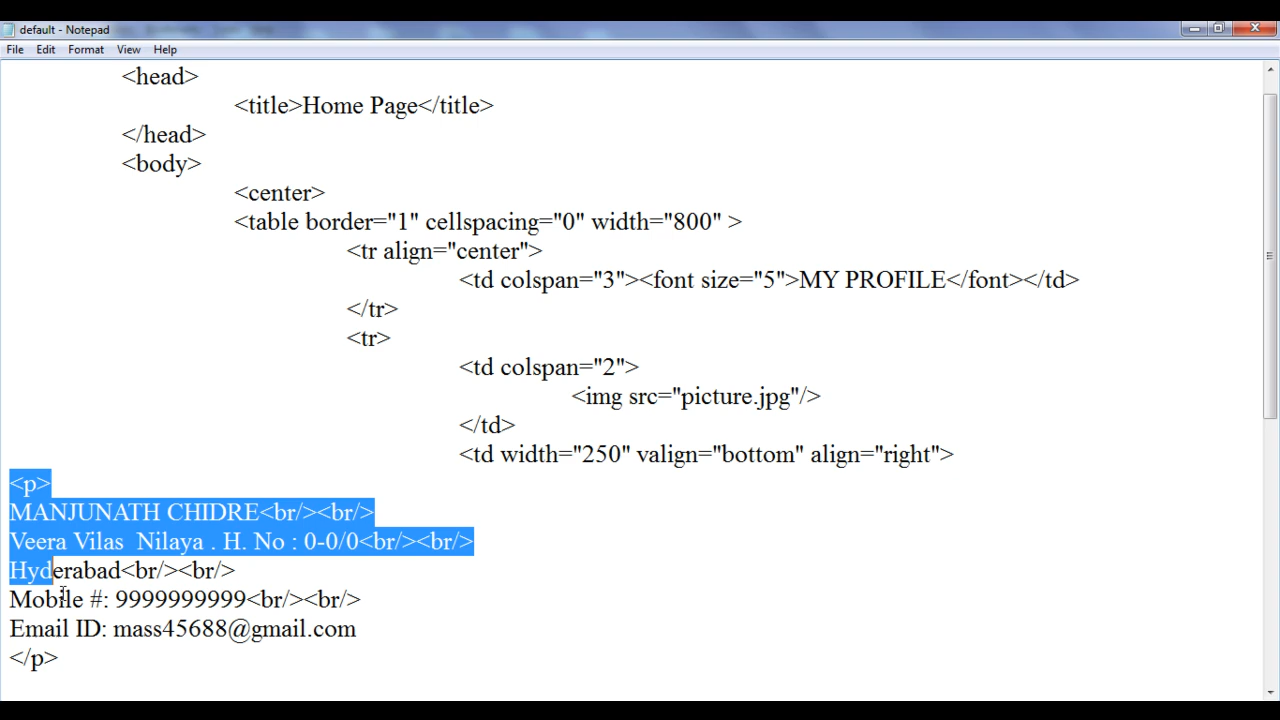 default - Notepad
File Edit Format View Help
<head>
<title>Home Page</title>
</head>
<body>
<center>
<table border="1" cellspacing="0" width="800" >
<tr align="center">
<td colspan="3"><font size="5">MY PROFILE</font></td>
</tr>
<tr>
<td colspan="2">
<img src="picture.jpg"/>
</td>
<td width="250" valign="bottom" align="right">
<p>
MANJUNATH CHIDRE<br/><br/>
Veera Vilas  Nilaya . H. No : 0-0/0<br/><br/>
Hyderabad<br/><br/>
Mobile #: 9999999999<br/><br/>
Email ID: mass45688@gmail.com
</p>